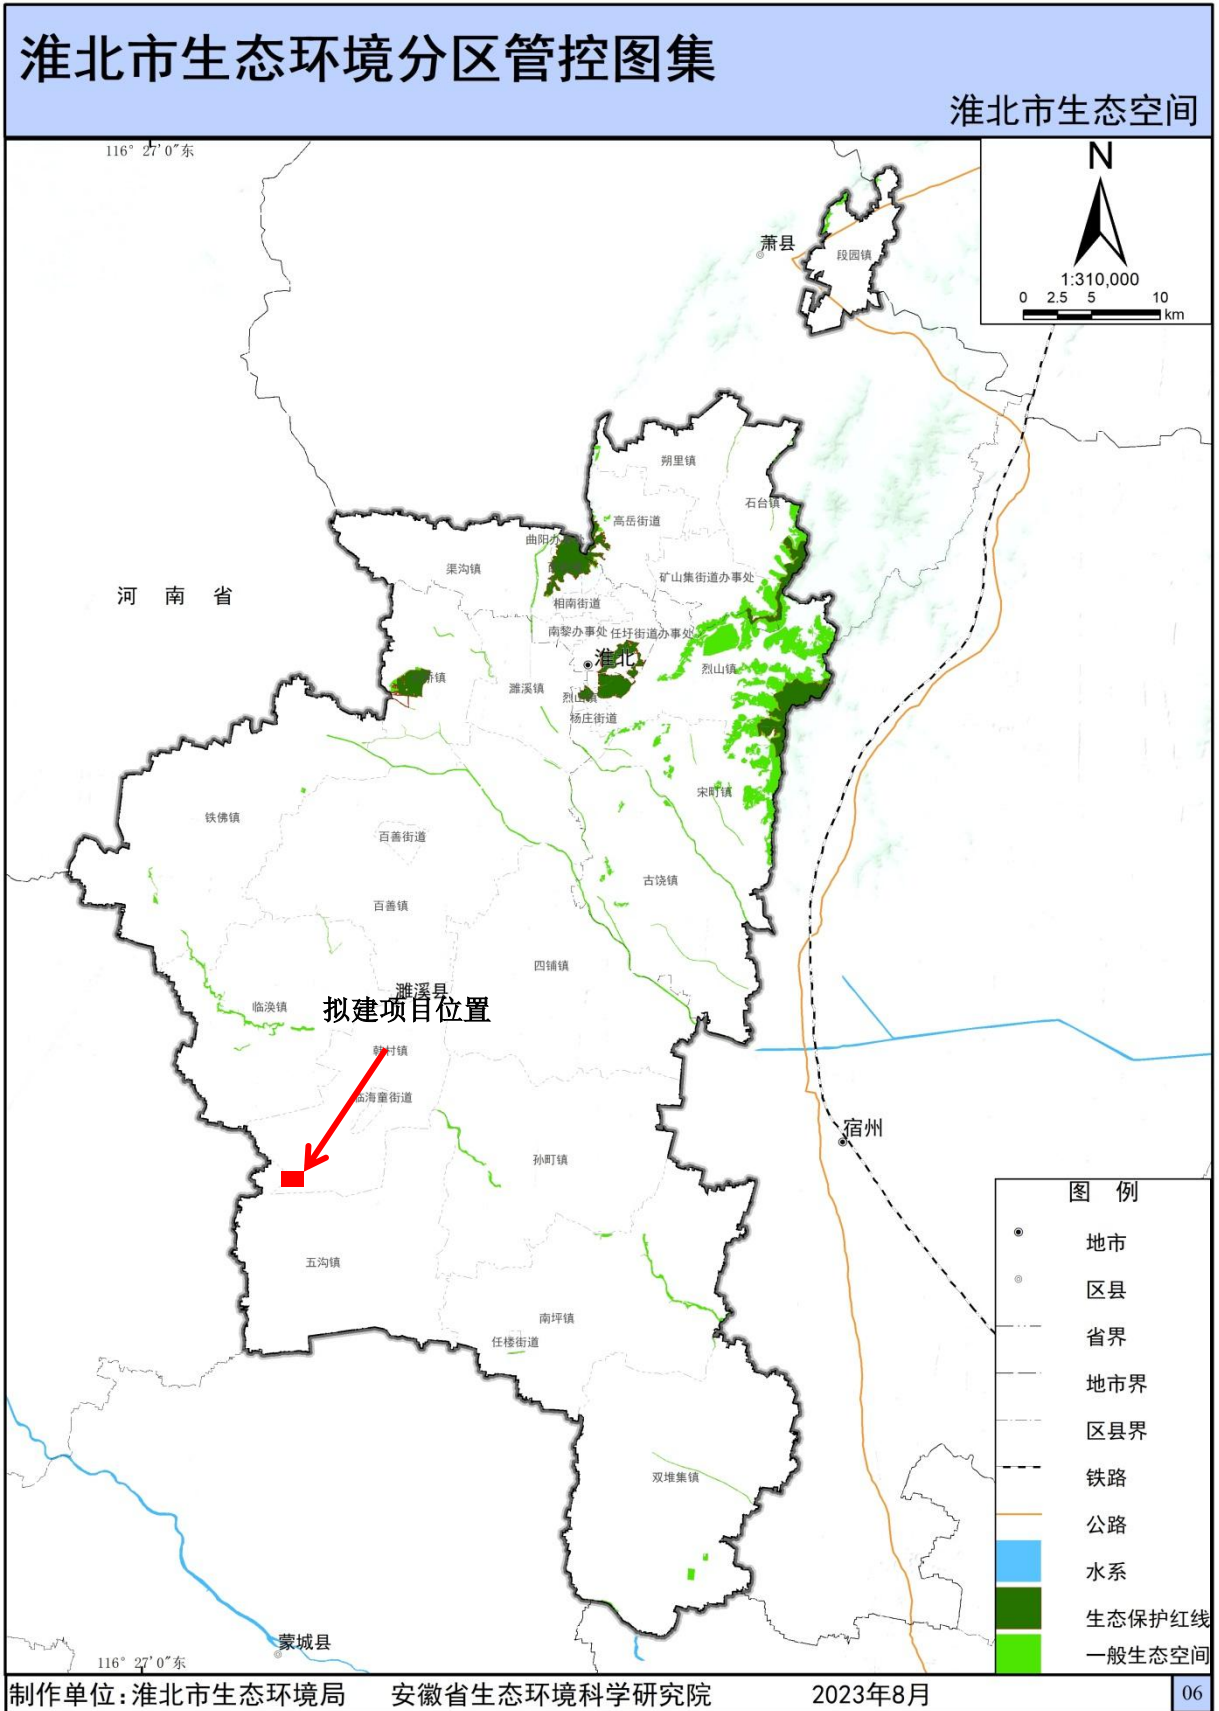 淮北市生态环境分区管控图集
淮北市生态空间
116° 27′0″东
N
1:310,000
0 2.5 5 10
km
萧县
段园镇
朔里镇
石台镇
高岳街道
曲阳办
渠沟镇
矿山集街道办事处
河南省
相南街道
南黎办事处
任圩街道办事处
淮北
烈山镇
桥镇
濉溪镇
烈山镇
杨庄街道
宋町镇
铁佛镇
百善街道
古饶镇
百善镇
四铺镇
濉溪县
临涣镇
拟建项目位置
韩村镇
临海童街道
宿州
孙町镇
五沟镇
南坪镇
任楼街道
双堆集镇
蒙城县
图例
地市
区县
省界
地市界
区县界
铁路
公路
水系
生态保护红线
一般生态空间
116° 27′0″东
制作单位:淮北市生态环境局 安徽省生态环境科学研究院 2023年8月
06